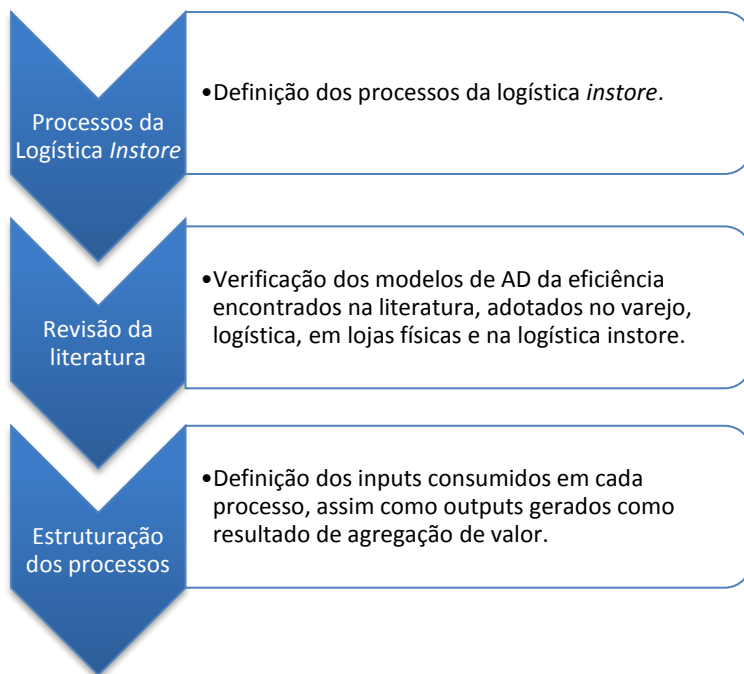 Processos da
Logística Instore
•Definição dos processos da logística instore.
Revisão da
literatura
•Verificação dos modelos de AD da eficiência
encontrados na literatura, adotados no varejo,
logística, em lojas físicas e na logística instore.
Estruturação
dos processos
•Definição dos inputs consumidos em cada
processo, assim como outputs gerados como
resultado de agregação de valor.